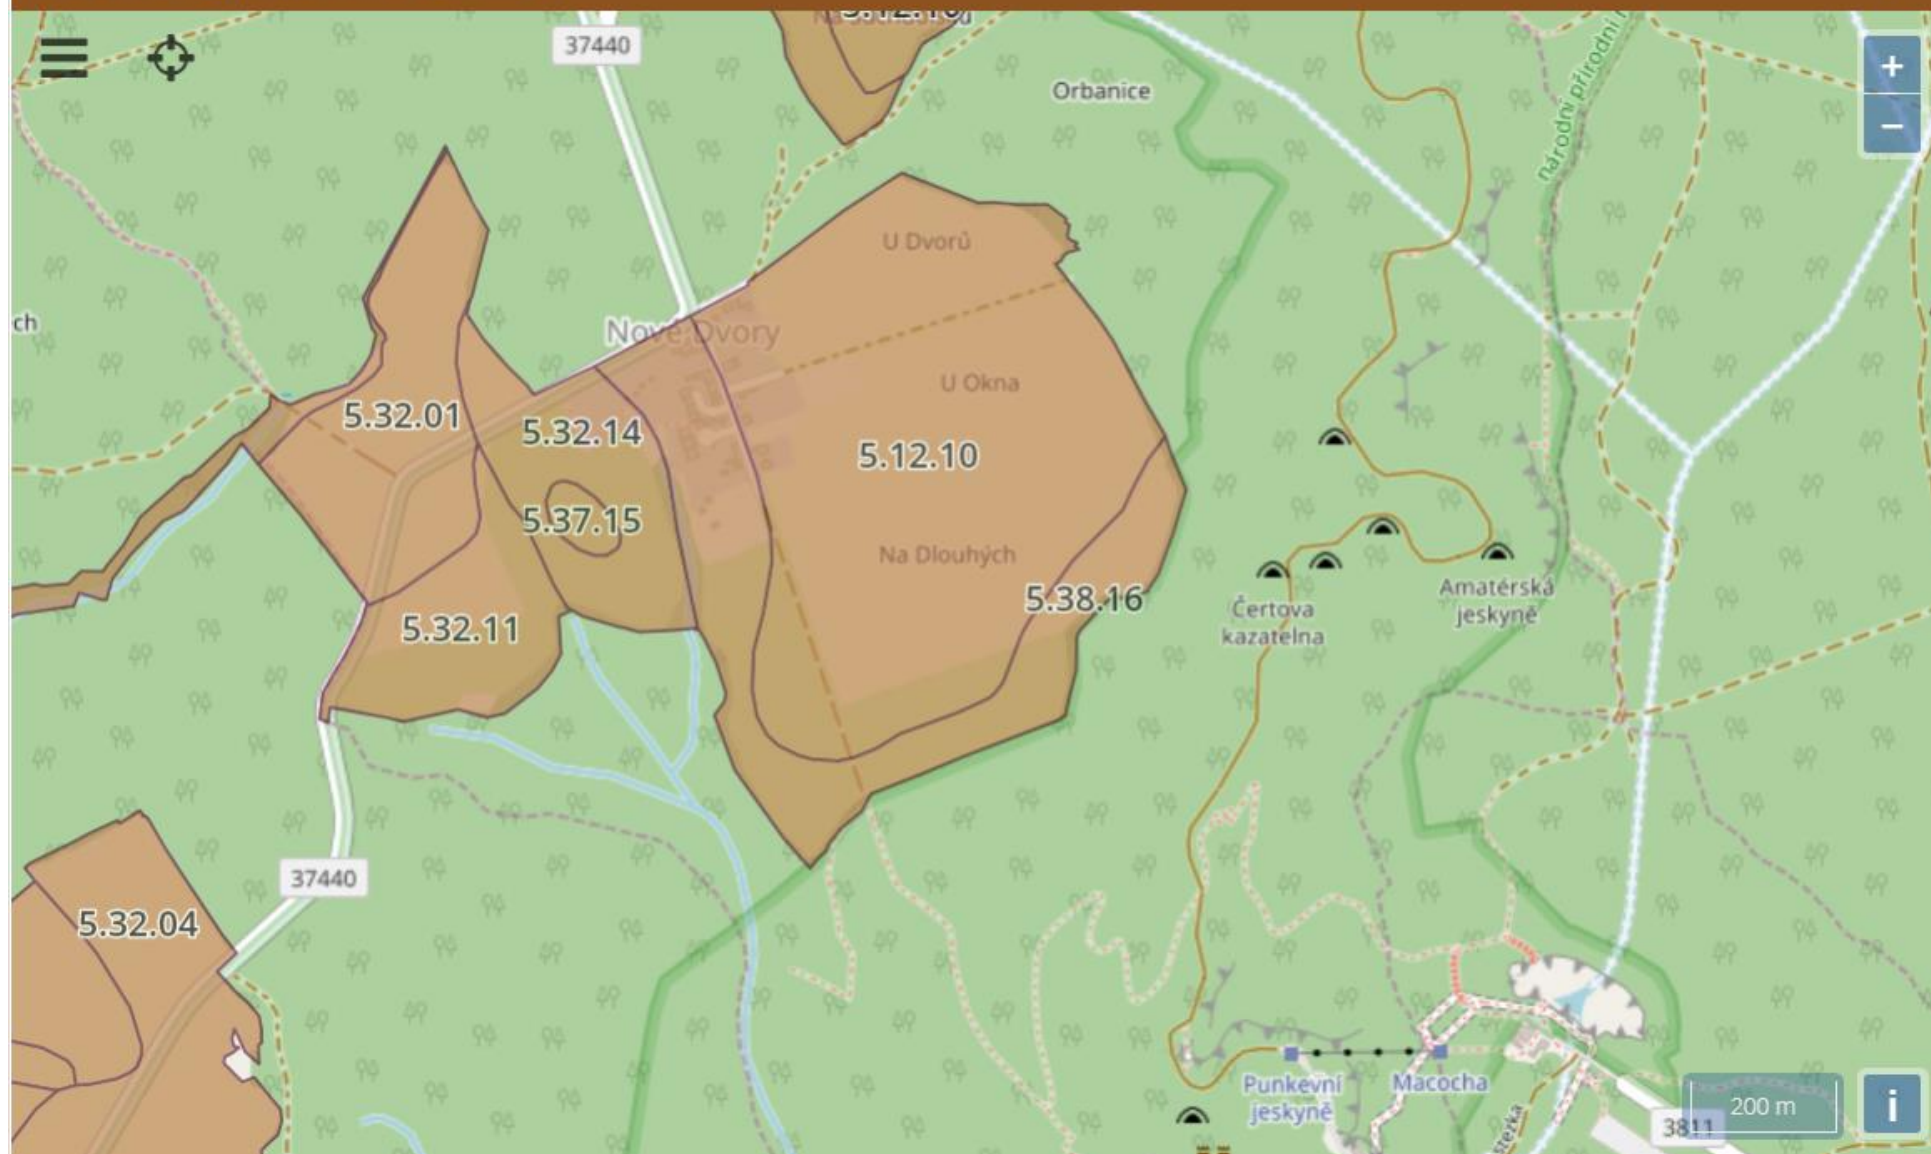 37440
Orbanice
národní přírodní
U Dvorů
ch
Nové Dvory
U Okna
5.32.01
5.32.14
5.12.10
5.37.15
Na Dlouhých
5.38.16
Amatérská
jeskyně
Čertova
kazatelna
5.32.11
37440
5.32.04
Punkevní
jeskyně
Macocha
200 m
3811
stezka
+
−
i